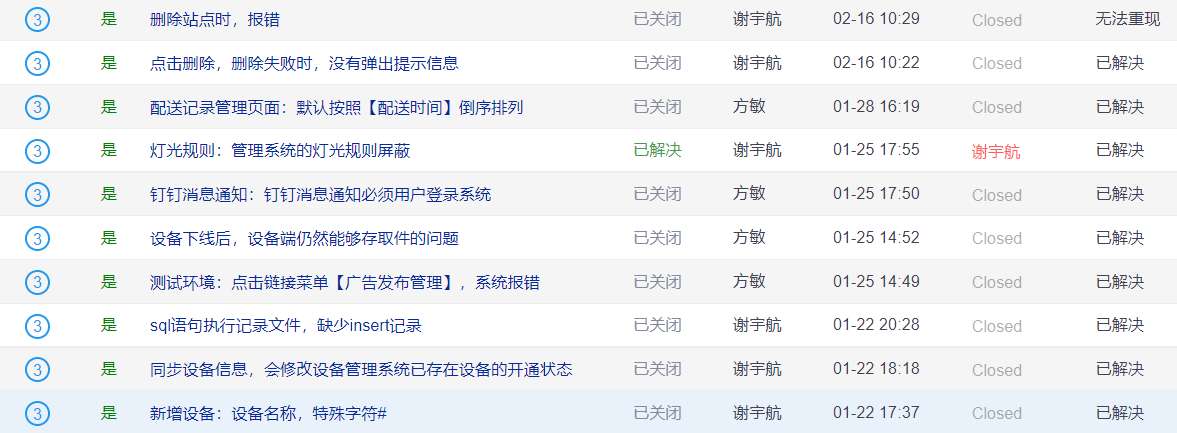 3 是 删除站点时，报错 已关闭 谢宇航 02-16 10:29 Closed 无法重现
3 是 点击删除，删除失败时，没有弹出提示信息 已关闭 谢宇航 02-16 10:22 Closed 已解决
3 是 配送记录管理页面：默认按照【配送时间】倒序排列 已关闭 方敏 01-28 16:19 Closed 已解决
3 是 灯光规则：管理系统的灯光规则屏蔽 已解决 谢宇航 01-25 17:55 谢宇航 已解决
3 是 钉钉消息通知：钉钉消息通知必须用户登录系统 已关闭 方敏 01-25 17:50 Closed 已解决
3 是 设备下线后，设备端仍然能够存取件的问题 已关闭 方敏 01-25 14:52 Closed 已解决
3 是 测试环境：点击链接菜单【广告发布管理】，系统报错 已关闭 方敏 01-25 14:49 Closed 已解决
3 是 sql语句执行记录文件，缺少insert记录 已关闭 谢宇航 01-22 20:28 Closed 已解决
3 是 同步设备信息，会修改设备管理系统已存在设备的开通状态 已关闭 谢宇航 01-22 18:18 Closed 已解决
3 是 新增设备：设备名称，特殊字符# 已关闭 谢宇航 01-22 17:37 Closed 已解决